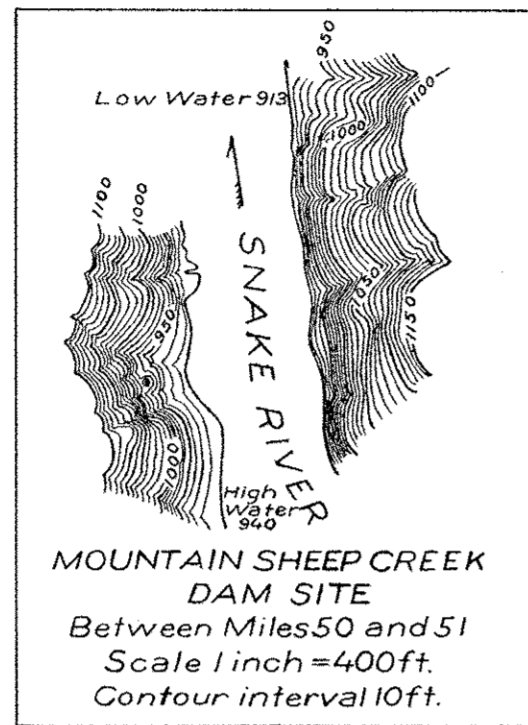 950
1100
Low Water 913
1000
1100
1000
SNAKE RIVER
1050
950
1150
1000
High
Water
940
MOUNTAIN SHEEP CREEK
DAM SITE
Between Miles 50 and 51
Scale 1 inch = 400 ft.
Contour interval 10 ft.